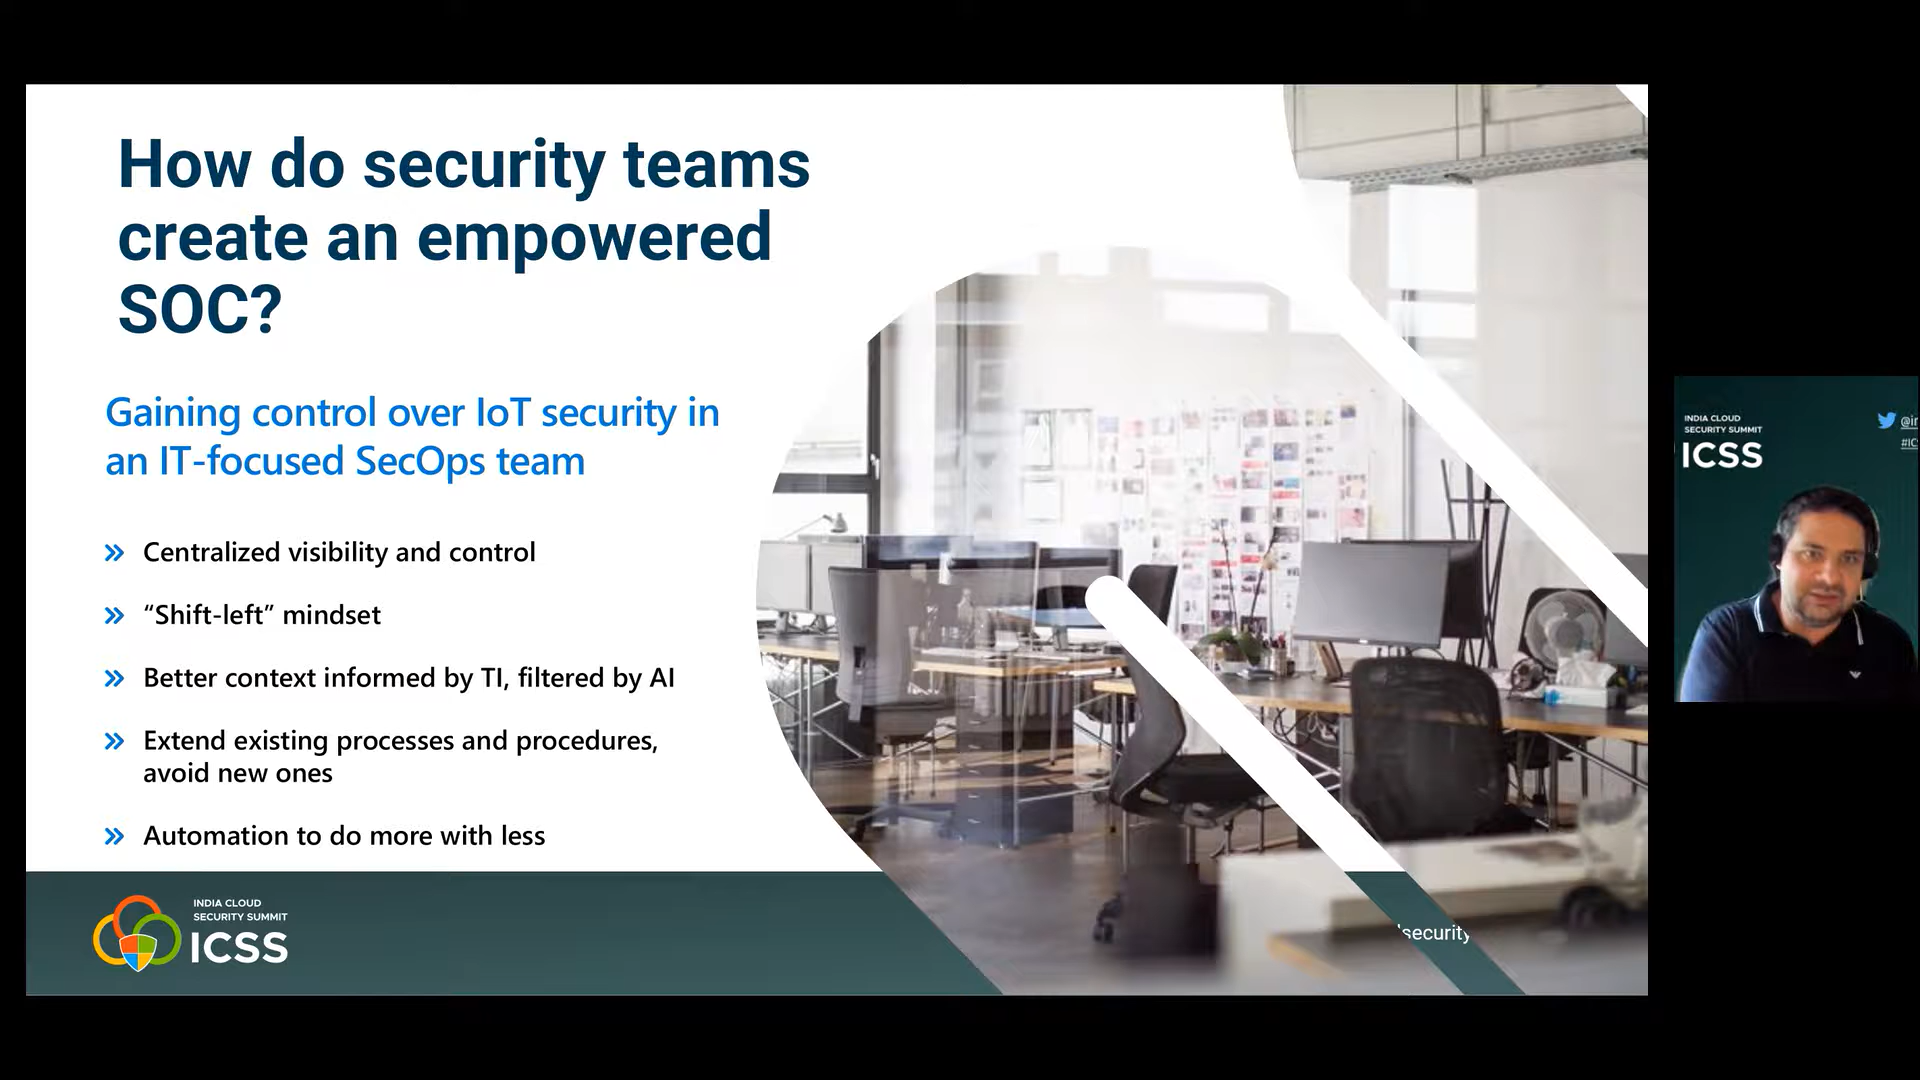 How do security teams
create an empowered
SOC?
Gaining control over IoT security in
an IT-focused SecOps team
» Centralized visibility and control
» “Shift-left” mindset
» Better context informed by TI, filtered by AI
» Extend existing processes and procedures,
avoid new ones
» Automation to do more with less
INDIA CLOUD
SECURITY SUMMIT
ICSS
security
INDIA CLOUD
SECURITY SUMMIT
ICSS
@ir
#IC